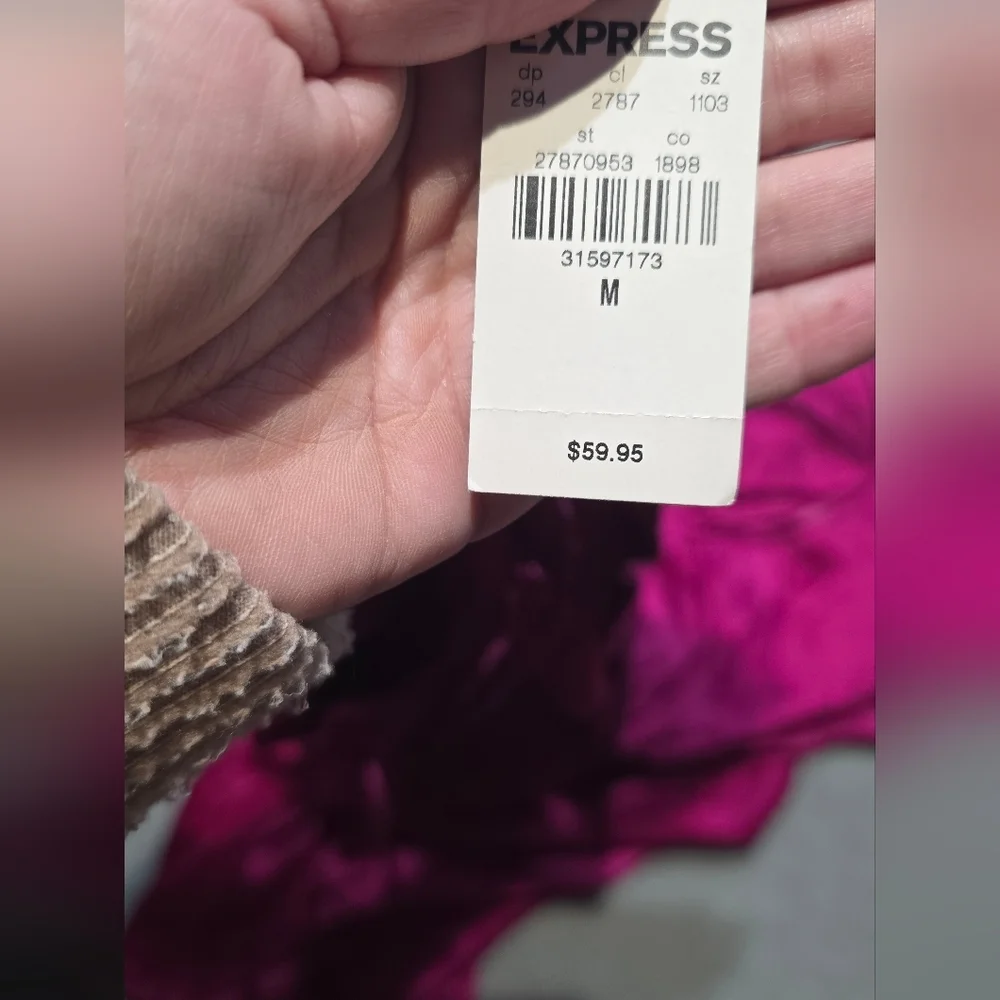 EXPRESS
dp cl sz
294 2787 1103
st co
27870953 1898
31597173
M
$59.95